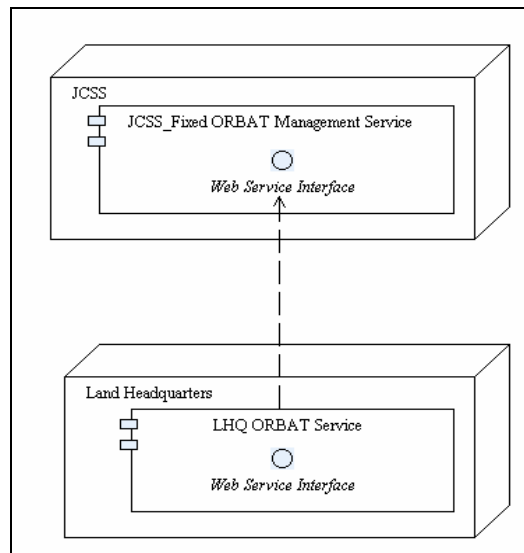 JCSS
JCSS_Fixed ORBAT Management Service
Web Service Interface
Land Headquarters
LHQ ORBAT Service
Web Service Interface